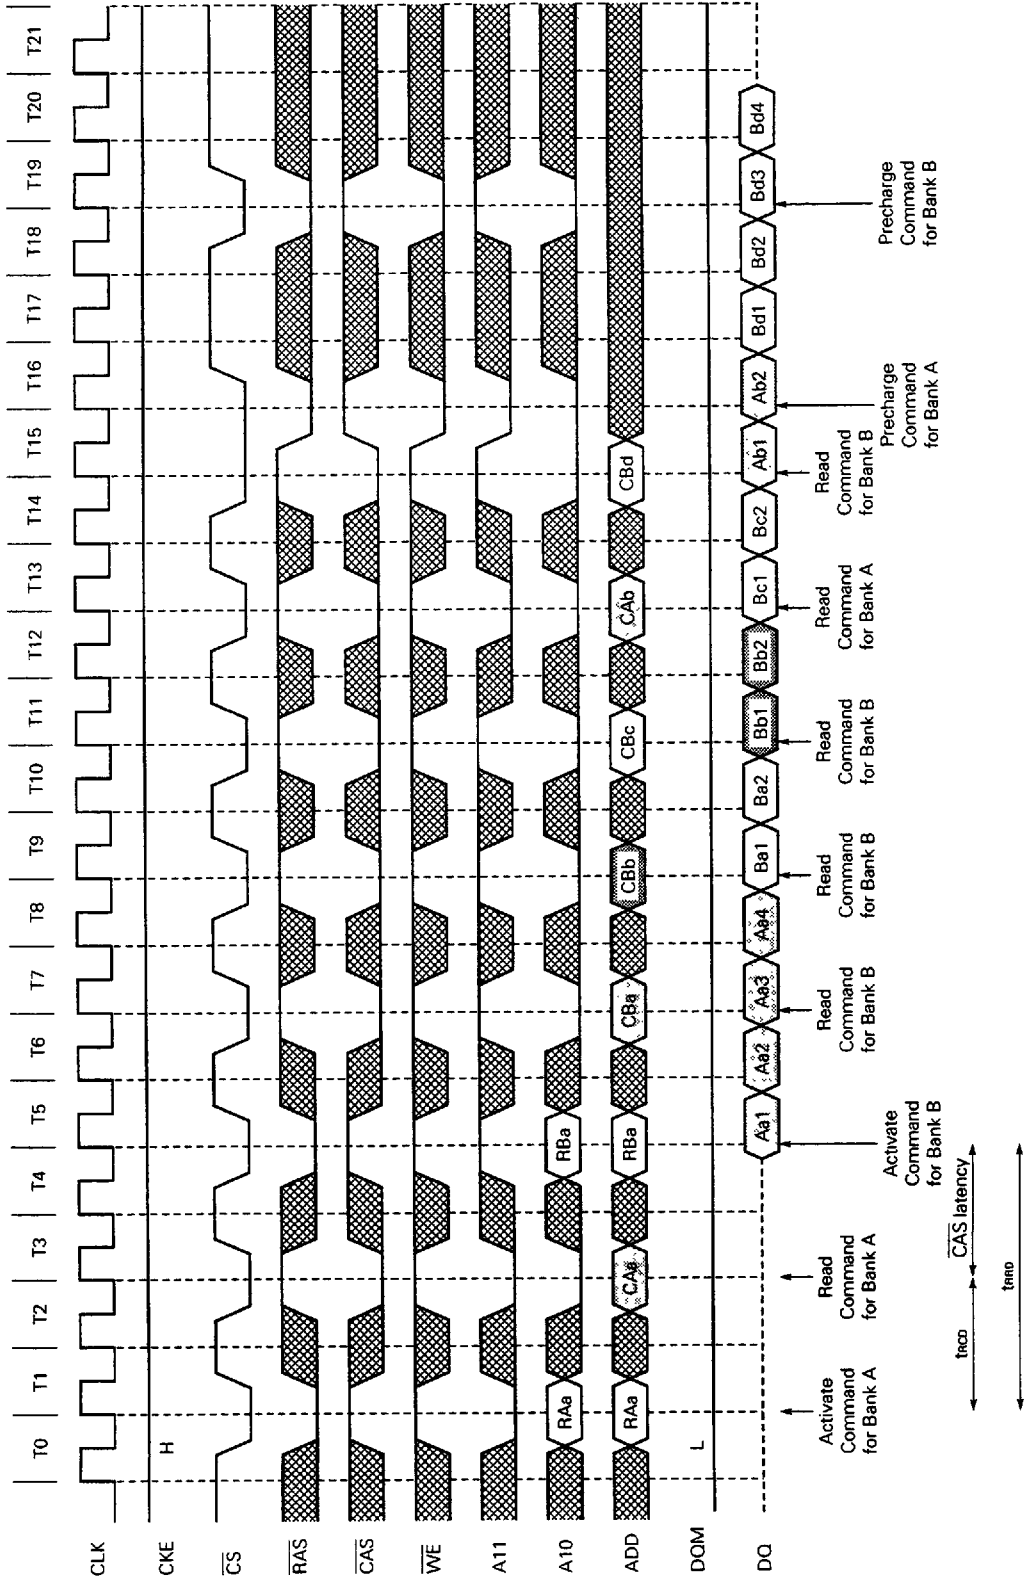 T0 T1 T2 T3 T4 T5 T6 T7 T8 T9 T10 T11 T12 T13 T14 T15 T16 T17 T18 T19 T20 T21
CLK
CKE H
CS
RAS
CAS
WE
A11
A10 RAa RBa
ADD RAa CAa RBa CBa CBb CBc CAb CBd
DQM L
DQ Aa1 Aa2 Aa3 Aa4 Ba1 Ba2 Bb1 Bb2 Bc1 Bc2 Ab1 Ab2 Bd1 Bd2 Bd3 Bd4
Activate
Command
for Bank A
Read
Command
for Bank A
Activate
Command
for Bank B
Read
Command
for Bank B
Read
Command
for Bank B
Read
Command
for Bank B
Read
Command
for Bank A
Read
Command
for Bank B
Precharge
Command
for Bank A
Precharge
Command
for Bank B
tRCD
CAS latency
tRRD